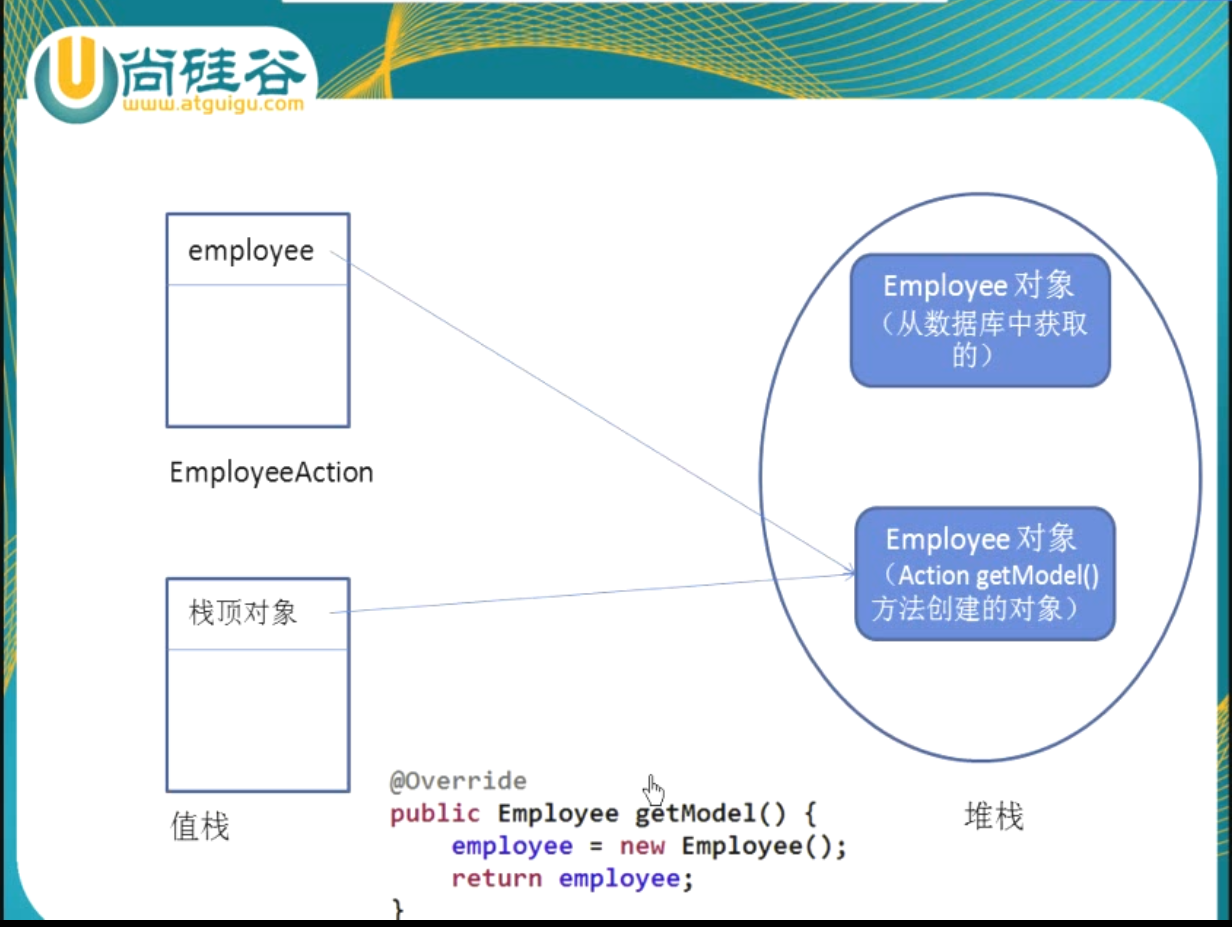 尚硅谷
www.atguigu.com
employee
EmployeeAction
栈顶对象
值栈
Employee 对象
（从数据库中获取
的）
Employee 对象
（Action getModel()
方法创建的对象）
堆栈
@Override
public Employee getModel() {
employee = new Employee();
return employee;
}